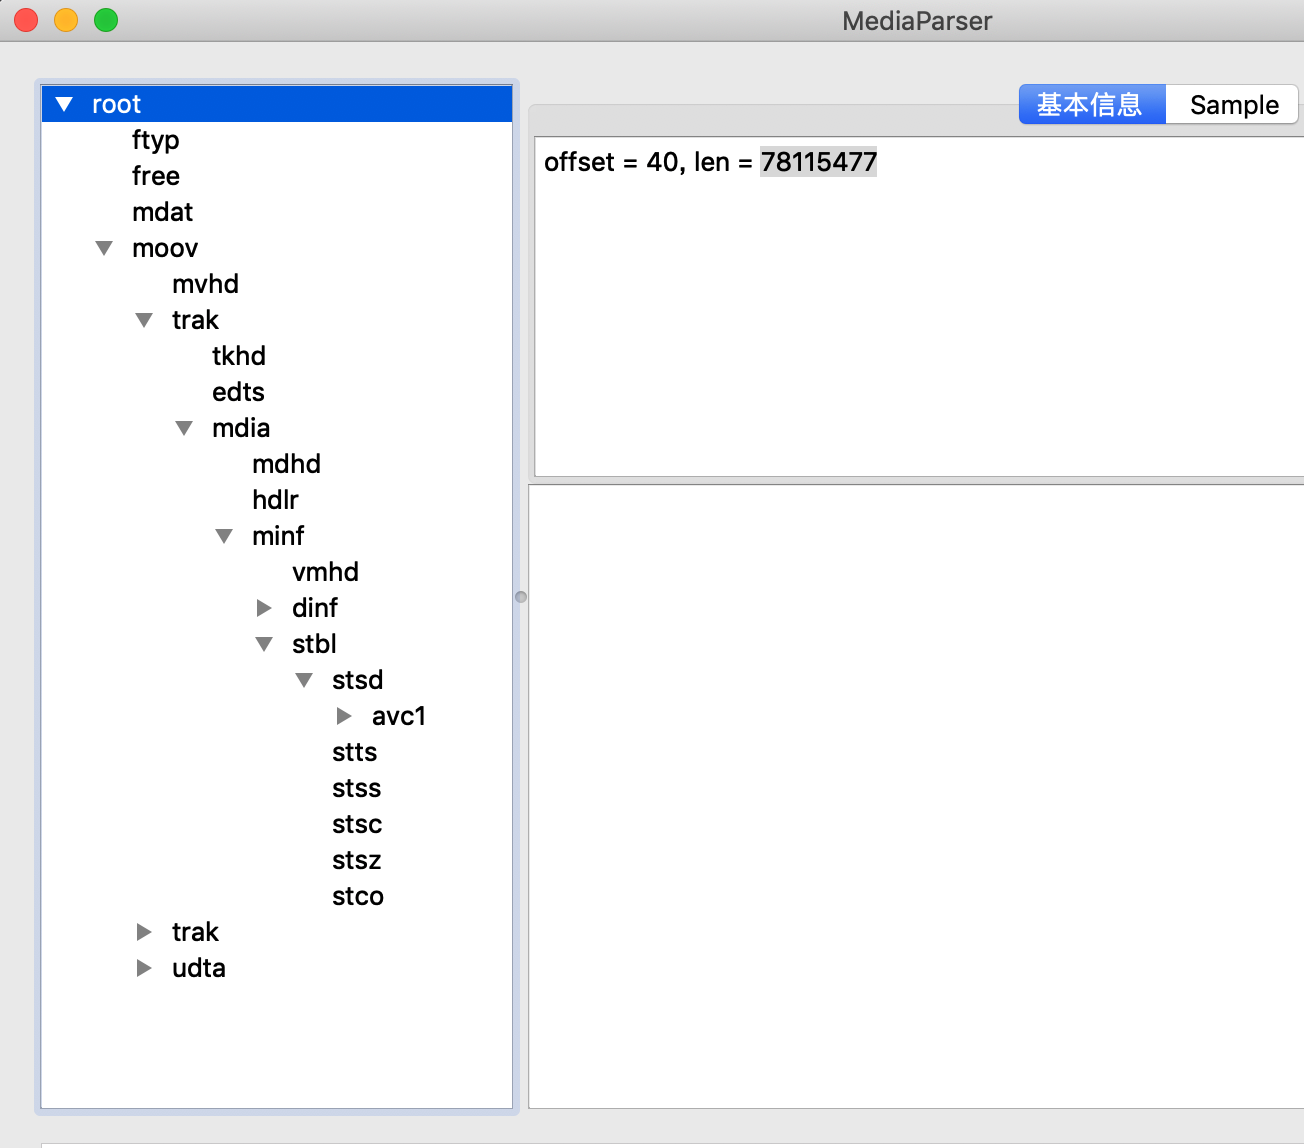 MediaParser
root
ftyp
free
mdat
moov
mvhd
trak
tkhd
edts
mdia
mdhd
hdlr
minf
vmhd
dinf
stbl
stsd
avc1
stts
stss
stsc
stsz
stco
trak
udta
基本信息 Sample
offset = 40, len = 78115477